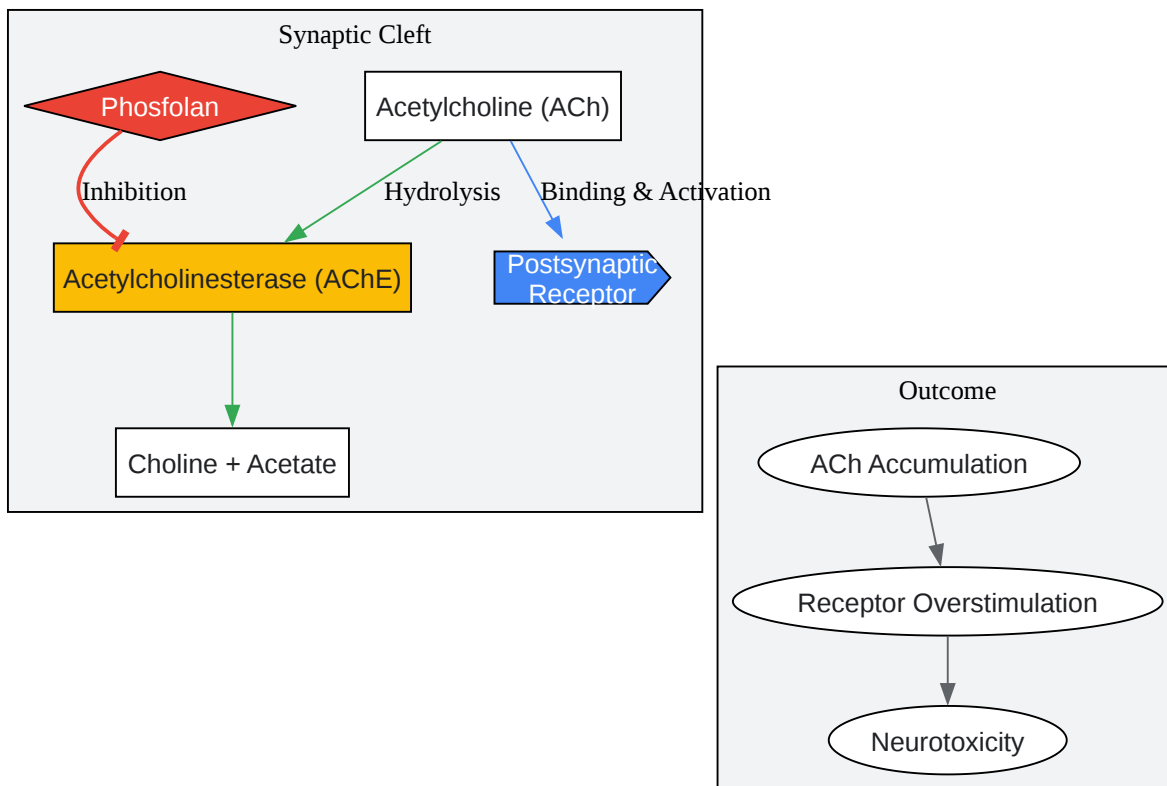 Synaptic Cleft
Phosfolan
Acetylcholine (ACh)
Inhibition
Hydrolysis
Binding & Activation
Acetylcholinesterase (AChE)
Postsynaptic
Receptor
Choline + Acetate
Outcome
ACh Accumulation
Receptor Overstimulation
Neurotoxicity